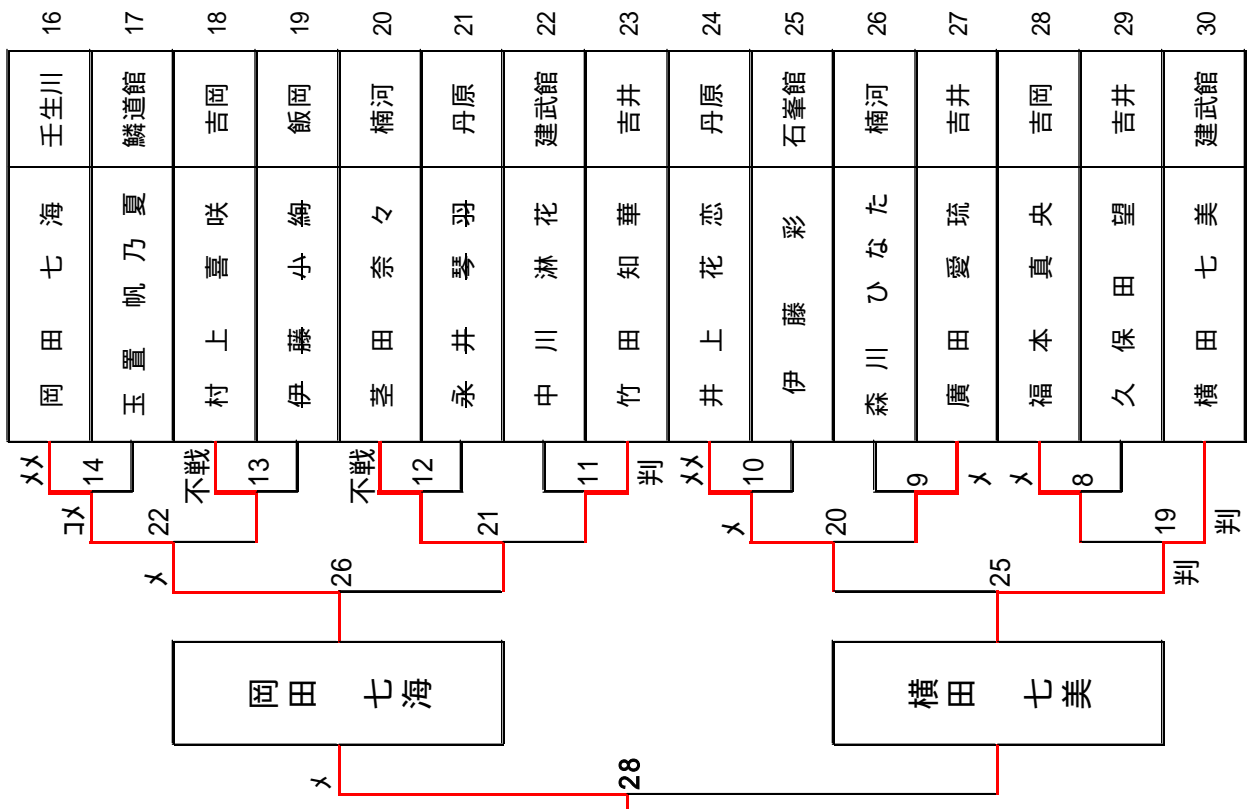 16 17 18 19 20 21 22 23 24 25 26 27 28 29 30
壬生川 鱗道館 吉岡 飯岡 楠河 丹原 建武館 吉井 丹原 石峯館 楠河 吉井 吉岡 吉井 建武館
岡田七海
玉置帆乃夏
村上喜咲
伊藤小絢
茎田奈々
永井琴羽
中川淋花
竹田知華
井上花恋
伊藤彩
森川ひなた
廣田愛琉
福本真央
久保田望
横田七美
メメ 14 不戦 13 不戦 12 11 判 メメ 10 9 メ メ 8
コメ 22 21 メ 20 19 判
メ 26 25 判
岡田 七海
横田 七美
メ 28